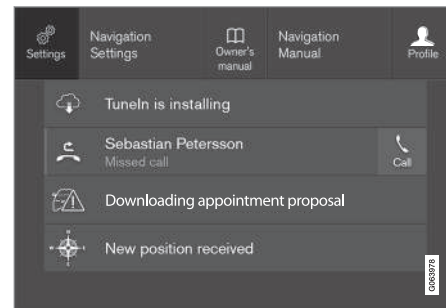 Settings
Navigation
Settings
Owner's
manual
Navigation
Manual
Profile
TuneIn is installing
Sebastian Petersson
Missed call
Call
Downloading appointment proposal
New position received
G063978